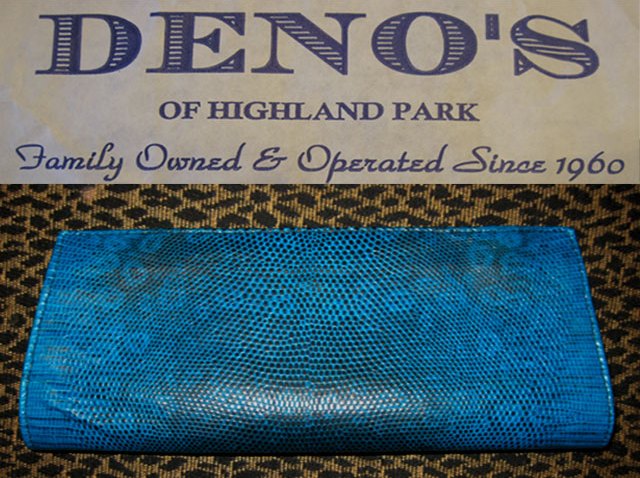 DENO'S
OF HIGHLAND PARK
Family Owned & Operated Since 1960